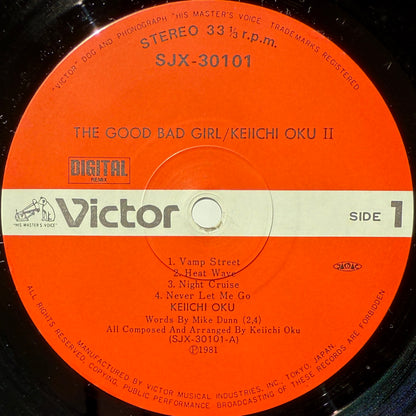 "VICTOR" DOG AND PHONOGRAPH "HIS MASTER'S VOICE" TRADEMARKS REGISTERED
STEREO 33 1/3 r.p.m.
SJX-30101
THE GOOD BAD GIRL/KEIICHI OKU II
DIGITAL
REMIX
"HIS MASTER'S VOICE"
Victor
SIDE 1
1. Vamp Street
2. Heat Wave
3. Night Cruise
4. Never Let Me Go
KEIICHI OKU
Words By Mike Dunn (2,4)
All Composed And Arranged By Keiichi Oku
(SJX-30101-A)
Ⓟ1981
ALL RIGHTS RESERVED. UNAUTHORIZED COPYING, PUBLIC PERFORMANCE. BROADCASTING OF THESE RECORDS ARE FORBIDDEN.
MANUFACTURED BY VICTOR MUSICAL INDUSTRIES, INC. TOKYO, JAPAN